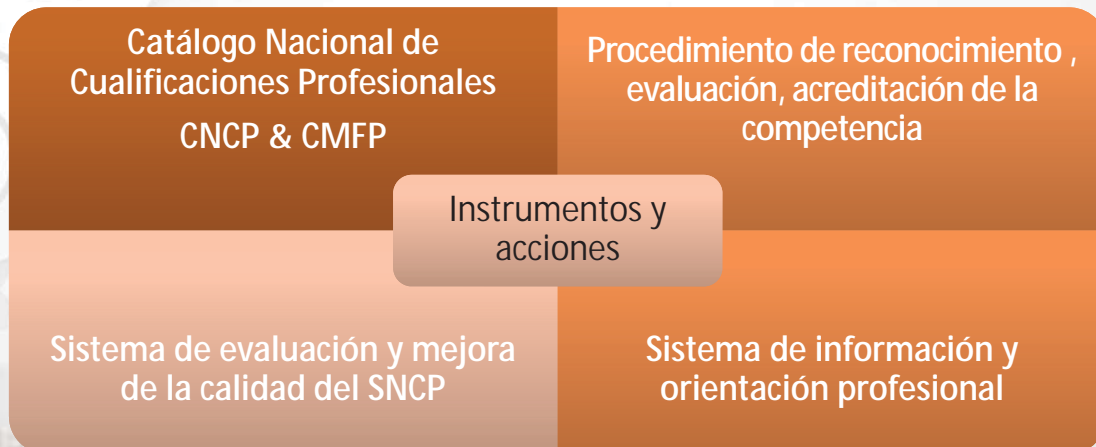 Catálogo Nacional de
Cualificaciones Profesionales
CNCP & CMFP
Procedimiento de reconocimiento ,
evaluación, acreditación de la
competencia
Instrumentos y
acciones
Sistema de evaluación y mejora
de la calidad del SNCP
Sistema de información y
orientación profesional